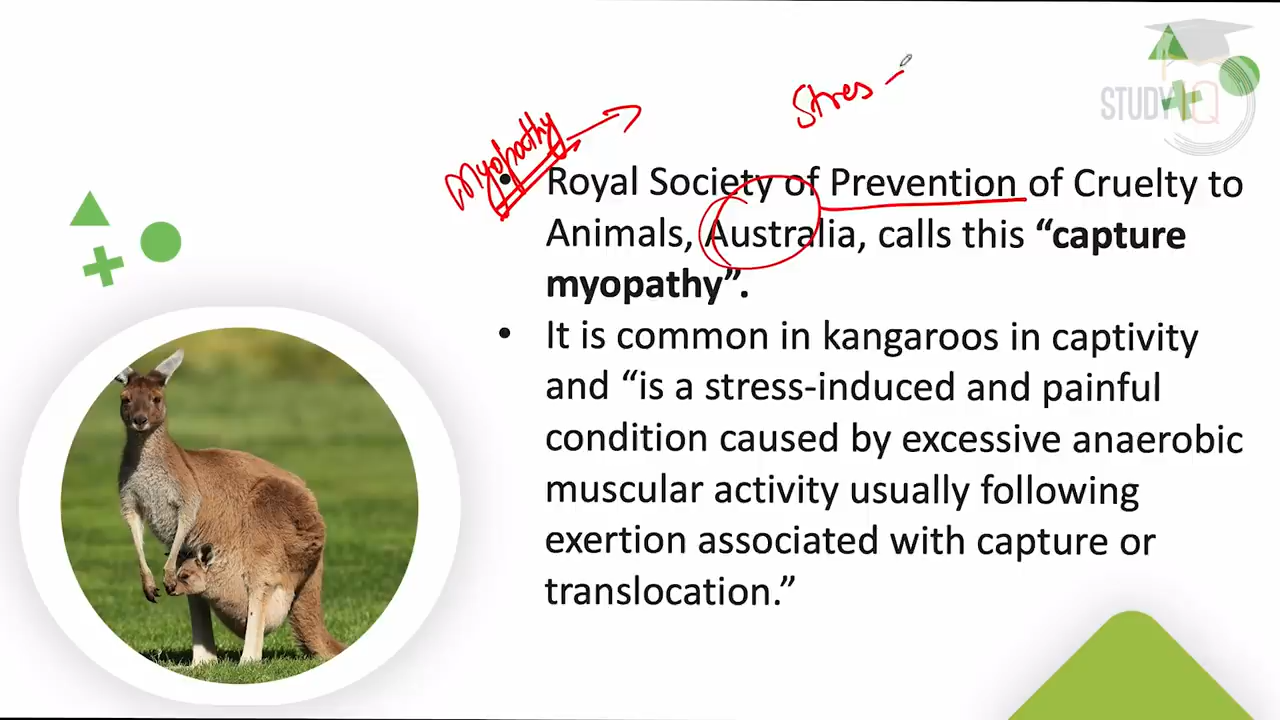 STUDY IQ
Stres -
Myopathy
• Royal Society of Prevention of Cruelty to
Animals, Australia, calls this “capture
myopathy”.
• It is common in kangaroos in captivity
and “is a stress-induced and painful
condition caused by excessive anaerobic
muscular activity usually following
exertion associated with capture or
translocation.”